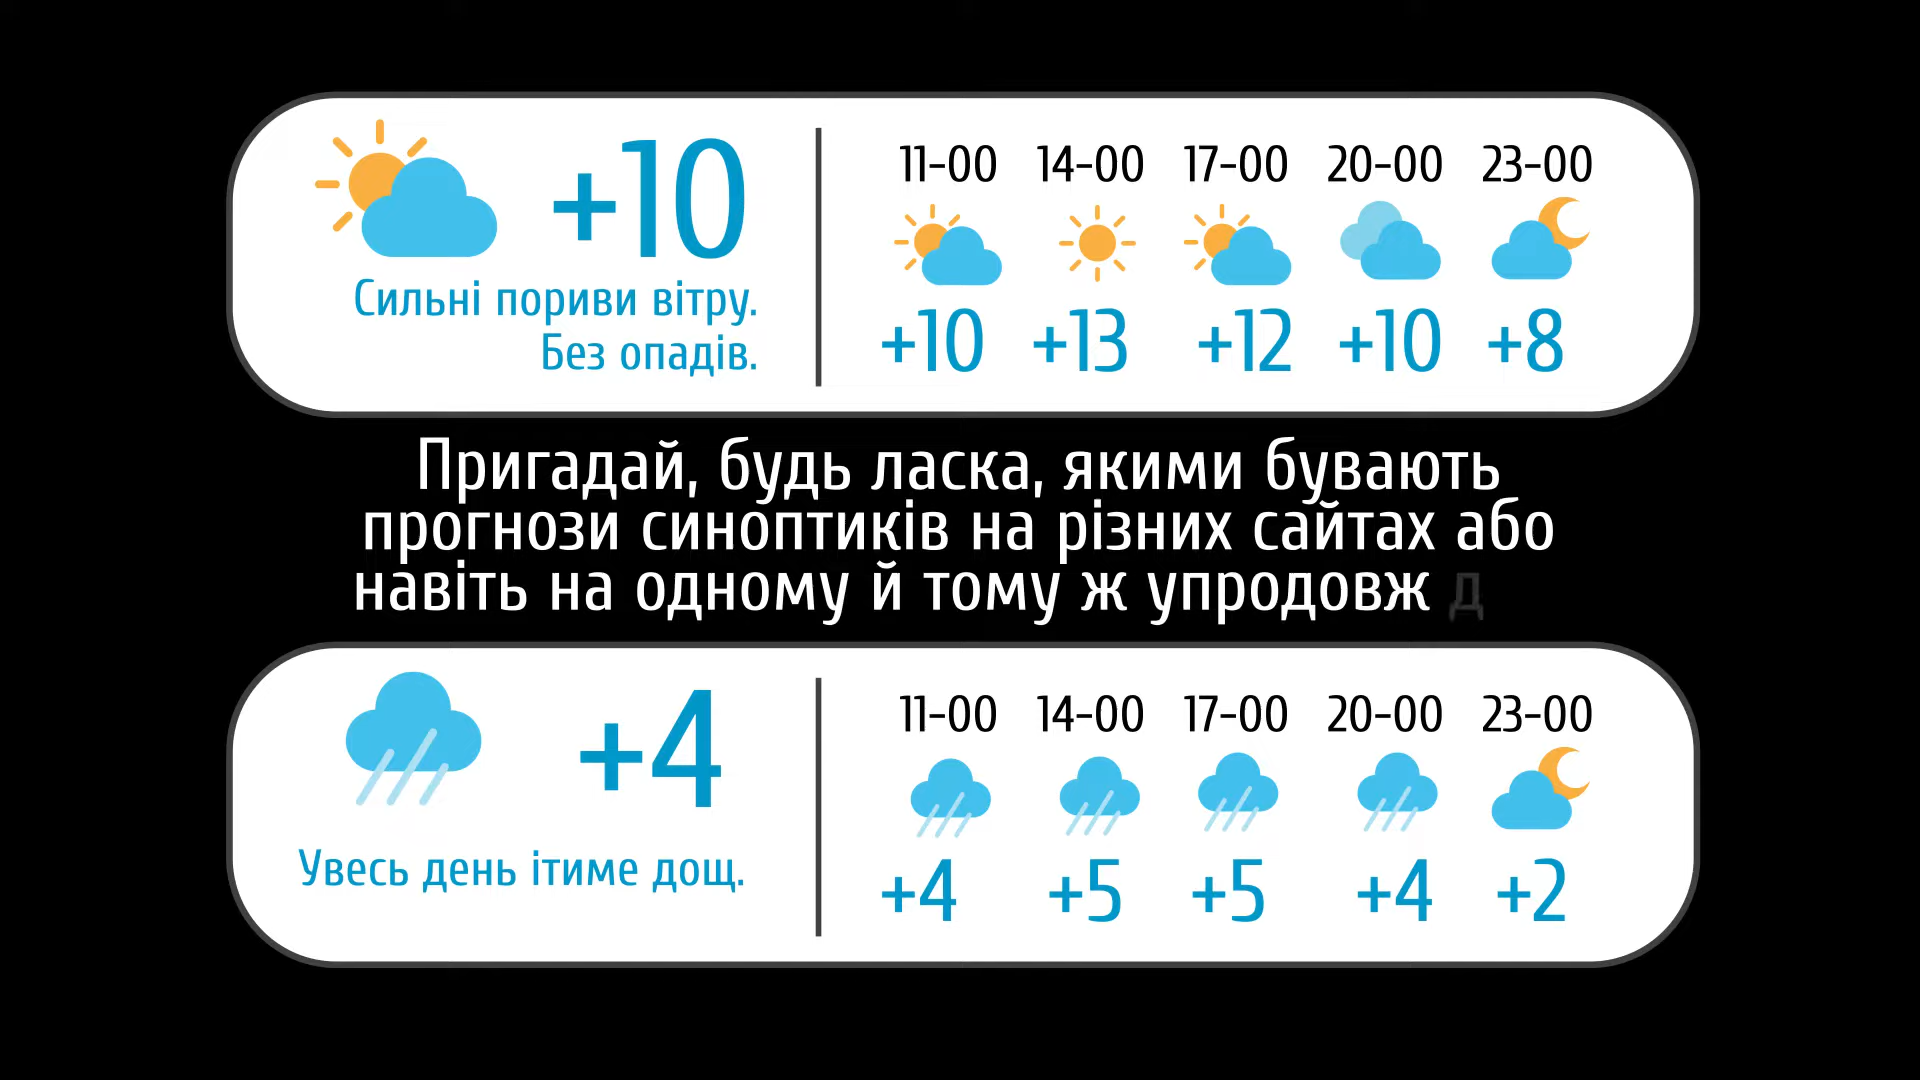 +10
Сильні пориви вітру.
Без опадів.
11-00 14-00 17-00 20-00 23-00
+10 +13 +12 +10 +8
Пригадай, будь ласка, якими бувають
прогнози синоптиків на різних сайтах або
навіть на одному й тому ж упродовж д
+4
Увесь день ітиме дощ.
11-00 14-00 17-00 20-00 23-00
+4 +5 +5 +4 +2